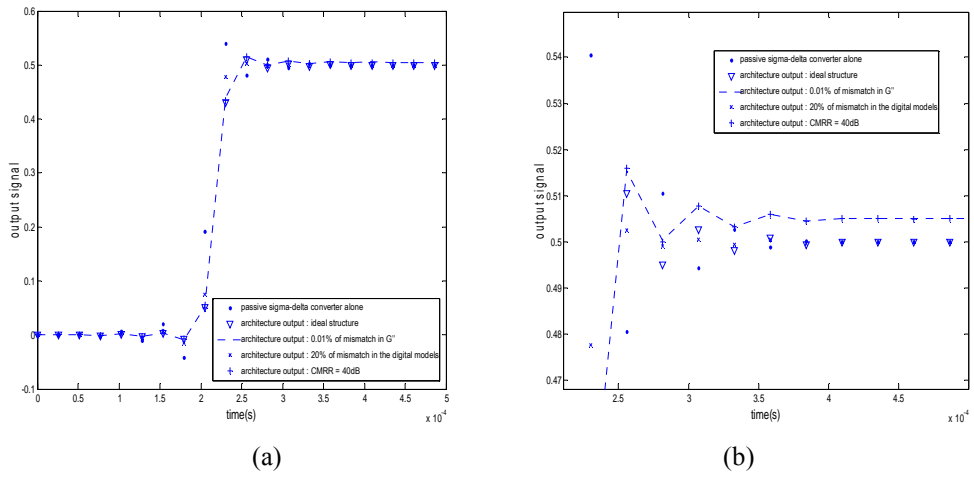 0.6
0.5
0.4
0.3
0.2
0.1
0
-0.1
output signal
0 0.5 1 1.5 2 2.5 3 3.5 4 4.5 5
time(s)
x 10⁻⁴
passive sigma-delta converter alone
architecture output : ideal structure
architecture output : 0.01% of mismatch in G"
architecture output : 20% of mismatch in the digital models
architecture output : CMRR = 40dB
(a)
0.54
0.53
0.52
0.51
0.5
0.49
0.48
0.47
output signal
passive sigma-delta converter alone
architecture output : ideal structure
architecture output : 0.01% of mismatch in G"
architecture output : 20% of mismatch in the digital models
architecture output : CMRR = 40dB
2.5 3 3.5 4 4.5
time(s)
x 10⁻⁴
(b)